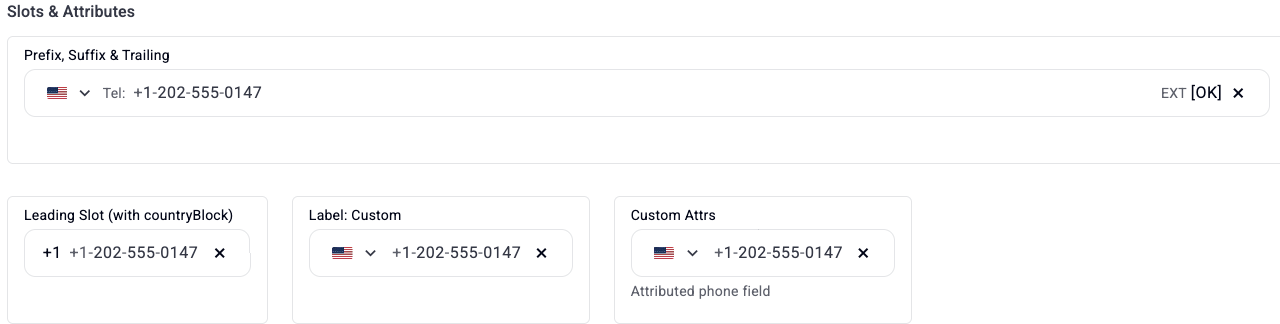 Slots & Attributes
Prefix, Suffix & Trailing
Tel: +1-202-555-0147 EXT [OK] ×
Leading Slot (with countryBlock)
+1 +1-202-555-0147 ×
Label: Custom
+1-202-555-0147 ×
Custom Attrs
+1-202-555-0147 ×
Attributed phone field